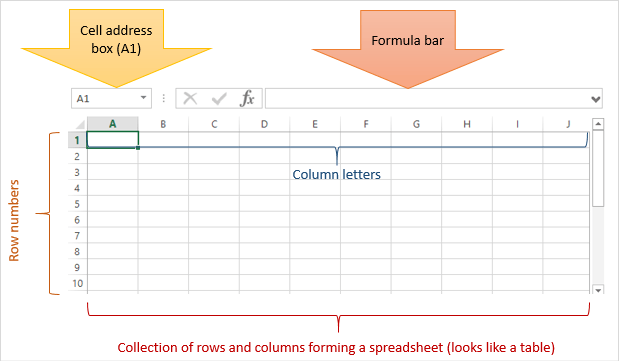 Cell address
box (A1)
Formula bar
A1
fx
A B C D E F G H I J
1
2
Column letters
3
4
5
6
7
8
9
10
Row numbers
Collection of rows and columns forming a spreadsheet (looks like a table)